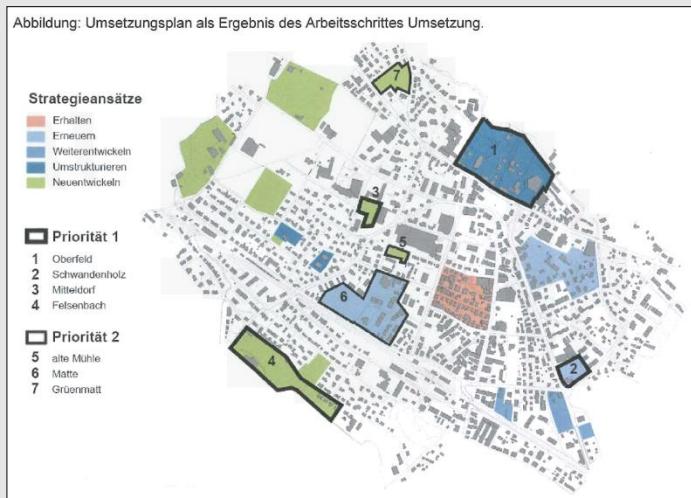 Abbildung: Umsetzungsplan als Ergebnis des Arbeitsschrittes Umsetzung.
Strategieansätze
Erhalten
Erneuern
Weiterentwickeln
Umstrukturieren
Neuentwickeln
Priorität 1
1 Oberfeld
2 Schwandenholz
3 Mitteldorf
4 Felsenbach
Priorität 2
5 alte Mühle
6 Matte
7 Grüenmatt
7
1
3
5
6
2
4